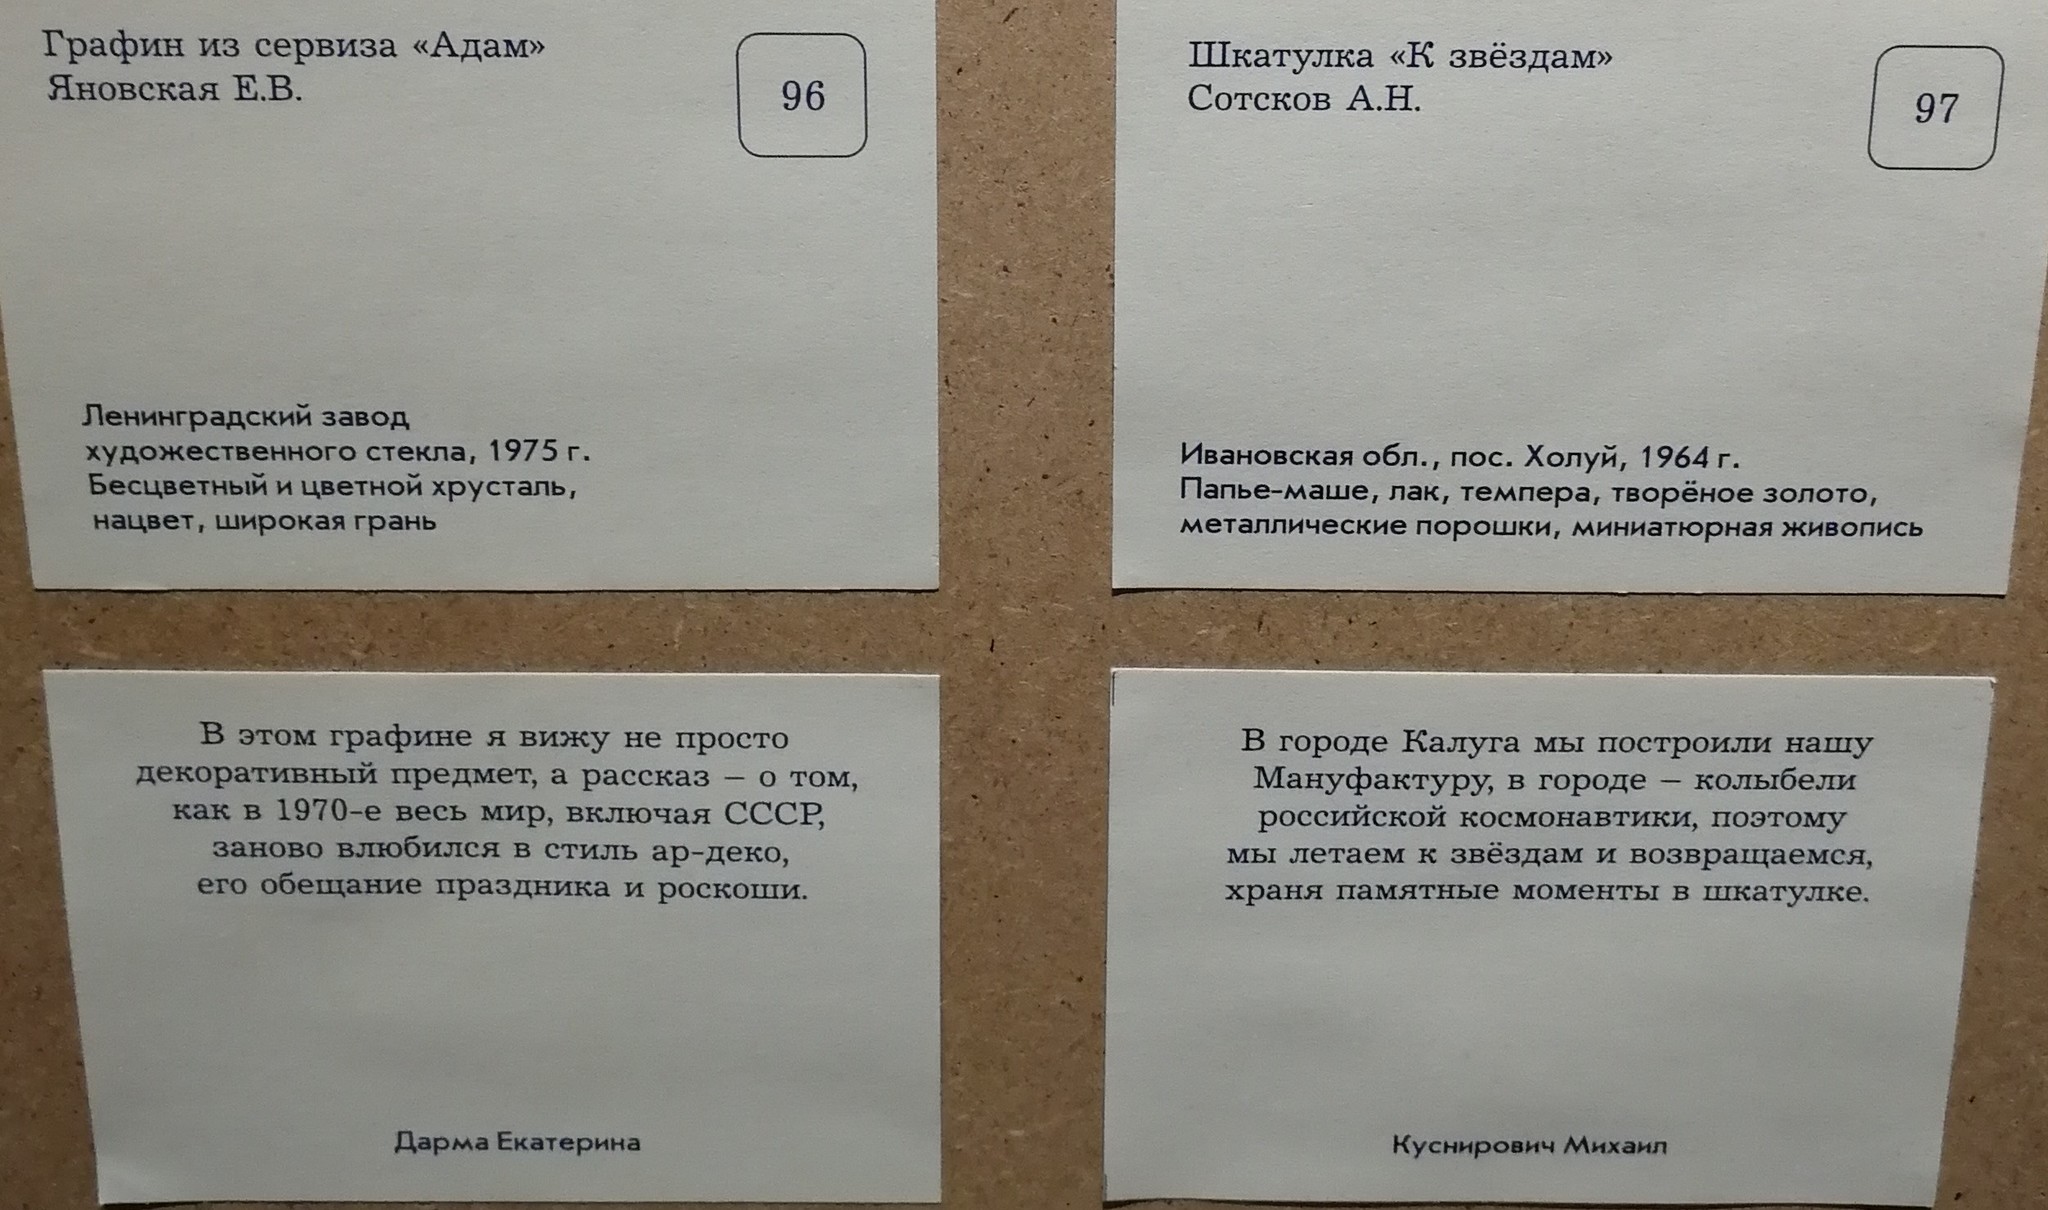 Графин из сервиза «Адам»
Яновская Е.В.
96
Ленинградский завод
художественного стекла, 1975 г.
Бесцветный и цветной хрусталь,
нацвет, широкая грань
Шкатулка «К звёздам»
Сотсков А.Н.
97
Ивановская обл., пос. Холуй, 1964 г.
Папье-маше, лак, темпера, творёное золото,
металлические порошки, миниатюрная живопись
В этом графине я вижу не просто
декоративный предмет, а рассказ – о том,
как в 1970-е весь мир, включая СССР,
заново влюбился в стиль ар-деко,
его обещание праздника и роскоши.
Дарма Екатерина
В городе Калуга мы построили нашу
Мануфактуру, в городе – колыбели
российской космонавтики, поэтому
мы летаем к звёздам и возвращаемся,
храня памятные моменты в шкатулке.
Куснирович Михаил